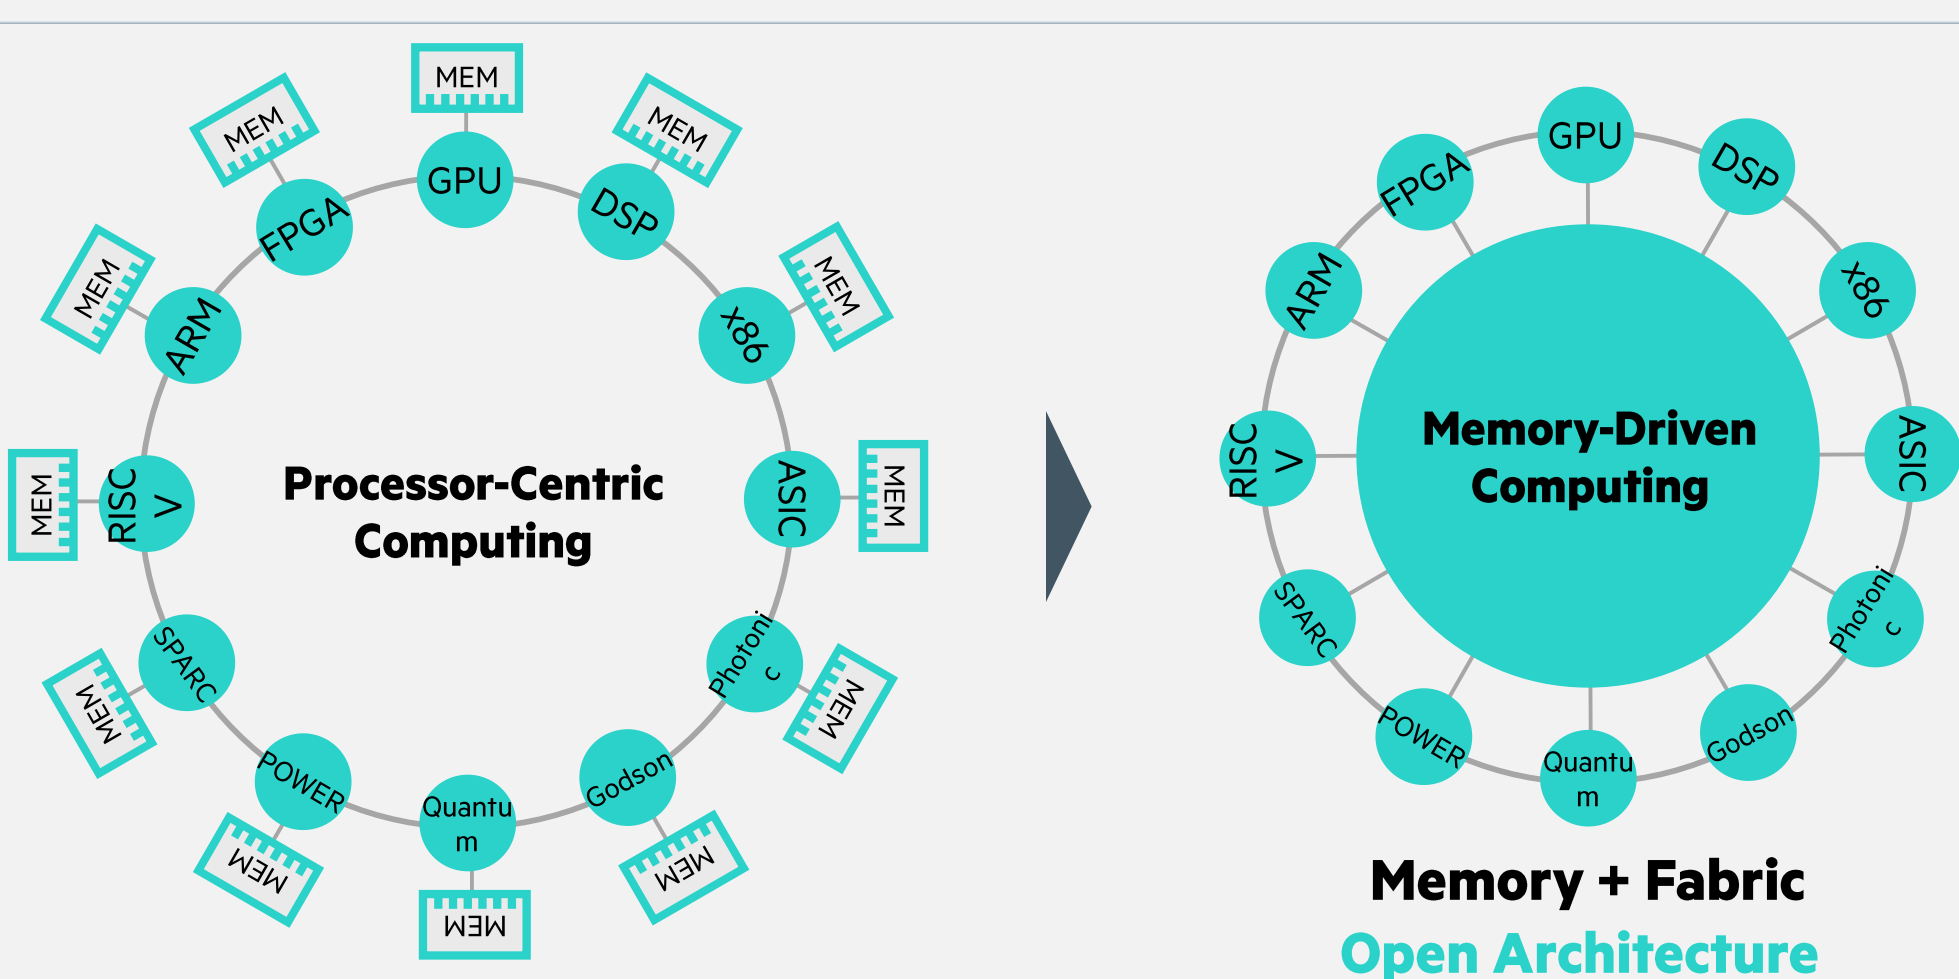 MEM
MEM
MEM
GPU
FPGA
DSP
MEM
MEM
ARM
x86
MEM
RISC
V
Processor-Centric
Computing
ASIC
MEM
SPARC
Photoni
c
MEM
MEM
POWER
Quantu
m
Godson
MEM
MEM
MEM
GPU
FPGA
DSP
ARM
x86
RISC
V
Memory-Driven
Computing
ASIC
SPARC
Photoni
c
POWER
Quantu
m
Godson
Memory + Fabric
Open Architecture